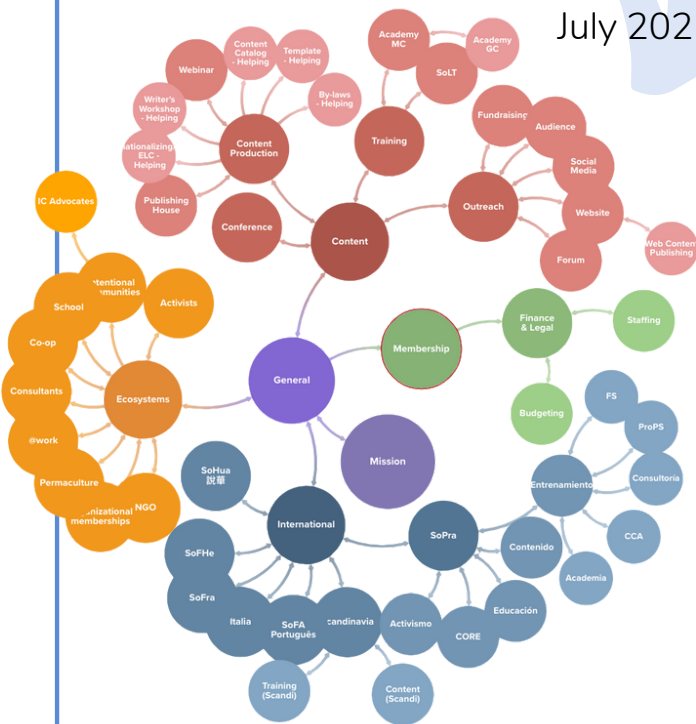 July 202
Academy
MC
Academy
GC
SoLT
Training
Content
Catalog
- Helping
Template
- Helping
Webinar
By-laws
- Helping
Writer's
Workshop
- Helping
ationalizing
ELC -
Helping
Content
Production
Publishing
House
Conference
Content
Fundraising
Audience
Social
Media
Outreach
Website
Forum
Web Content
Publishing
IC Advocates
tentional
munities
Activists
School
Co-op
Consultants
Ecosystems
@work
Permaculture
nizational
memberships
NGO
General
Membership
Finance
& Legal
Staffing
Budgeting
Mission
SoHua
說華
International
SoFHe
SoFra
Italia
SoFA
Português
candinavia
Training
(Scandi)
Content
(Scandi)
SoPra
Activismo
CORE
Educación
Contenido
Entrenamiento
FS
ProPS
Consultoría
CCA
Academia